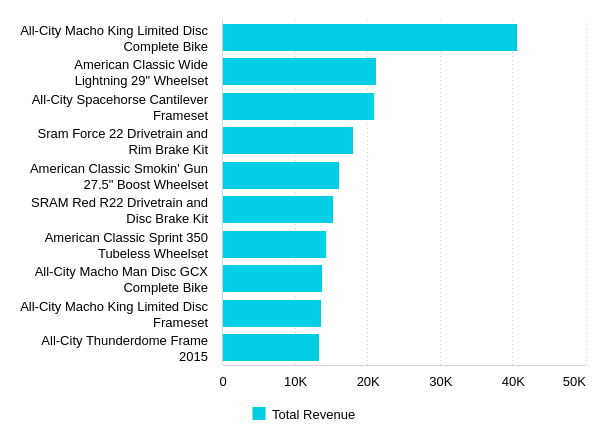 All-City Macho King Limited Disc
Complete Bike
American Classic Wide
Lightning 29" Wheelset
All-City Spacehorse Cantilever
Frameset
Sram Force 22 Drivetrain and
Rim Brake Kit
American Classic Smokin' Gun
27.5" Boost Wheelset
SRAM Red R22 Drivetrain and
Disc Brake Kit
American Classic Sprint 350
Tubeless Wheelset
All-City Macho Man Disc GCX
Complete Bike
All-City Macho King Limited Disc
Frameset
All-City Thunderdome Frame
2015
0 10K 20K 30K 40K 50K
Total Revenue